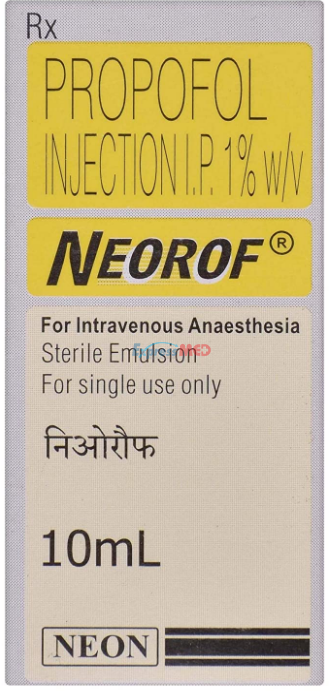 Rx
PROPOFOL
INJECTION I.P. 1% w/v
NEOROF®
For Intravenous Anaesthesia
Sterile Emulsion
For single use only
निओरौफ
10mL
NEON